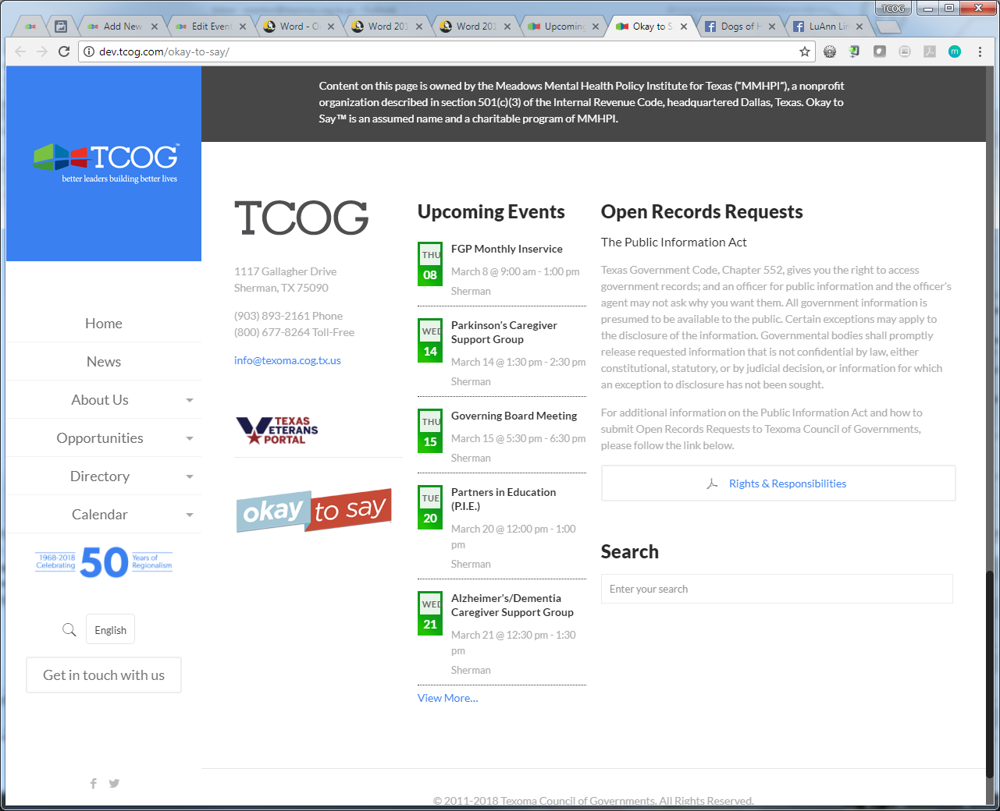 TCOG
Add New
Edit Event
Word - O
Word 201
Word 201
Upcoming
Okay to S
Dogs of H
LuAnn Lin
dev.tcog.com/okay-to-say/
m
Content on this page is owned by the Meadows Mental Health Policy Institute for Texas (“MMHPI”), a nonprofit
organization described in section 501(c)(3) of the Internal Revenue Code, headquartered Dallas, Texas. Okay to
Say™ is an assumed name and a charitable program of MMHPI.
TCOG™
better leaders building better lives
Home
News
About Us
Opportunities
Directory
Calendar
1968-2018
Celebrating
50
Years of
Regionalism
English
Get in touch with us
TCOG
1117 Gallagher Drive
Sherman, TX 75090
(903) 893-2161 Phone
(800) 677-8264 Toll-Free
info@texoma.cog.tx.us
TEXAS
VETERANS
PORTAL
okay to say
Upcoming Events
THU
08
FGP Monthly Inservice
March 8 @ 9:00 am - 1:00 pm
Sherman
WED
14
Parkinson’s Caregiver
Support Group
March 14 @ 1:30 pm - 2:30 pm
Sherman
THU
15
Governing Board Meeting
March 15 @ 5:30 pm - 6:30 pm
Sherman
TUE
20
Partners in Education
(P.I.E.)
March 20 @ 12:00 pm - 1:00
pm
Sherman
WED
21
Alzheimer’s/Dementia
Caregiver Support Group
March 21 @ 12:30 pm - 1:30
pm
Sherman
View More...
Open Records Requests
The Public Information Act
Texas Government Code, Chapter 552, gives you the right to access
government records; and an officer for public information and the officer’s
agent may not ask why you want them. All government information is
presumed to be available to the public. Certain exceptions may apply to
the disclosure of the information. Governmental bodies shall promptly
release requested information that is not confidential by law, either
constitutional, statutory, or by judicial decision, or information for which
an exception to disclosure has not been sought.
For additional information on the Public Information Act and how to
submit Open Records Requests to Texoma Council of Governments,
please follow the link below.
Rights & Responsibilities
Search
Enter your search
© 2011-2018 Texoma Council of Governments. All Rights Reserved.